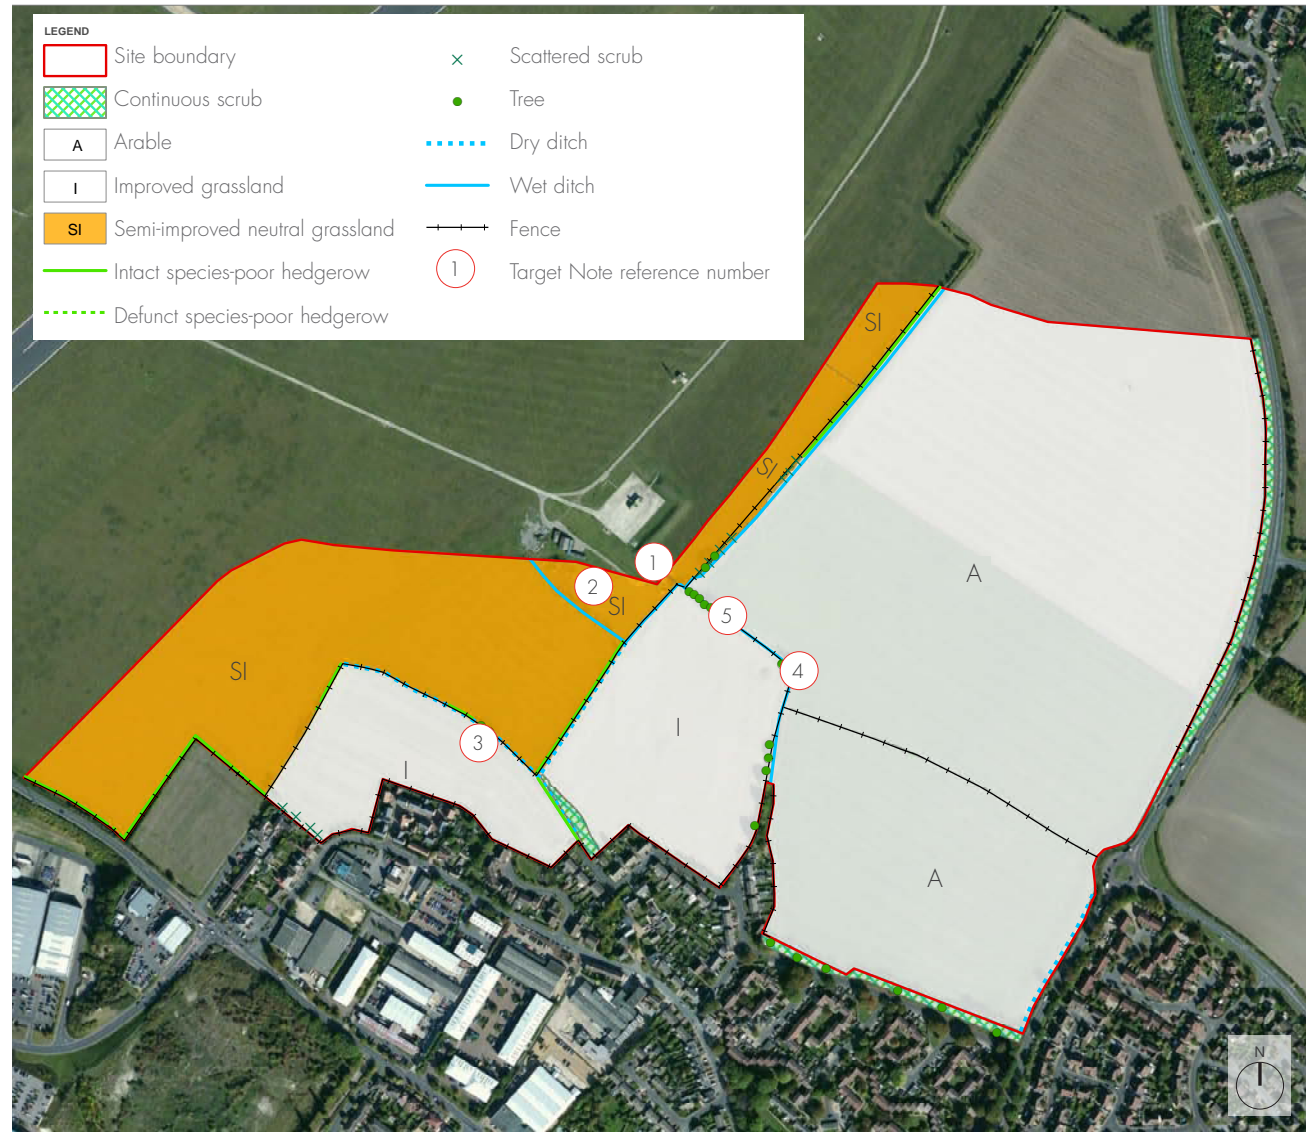 LEGEND
Site boundary
Continuous scrub
A Arable
I Improved grassland
SI Semi-improved neutral grassland
Intact species-poor hedgerow
Defunct species-poor hedgerow
Scattered scrub
Tree
Dry ditch
Wet ditch
Fence
1 Target Note reference number
SI
SI
1
2
SI
A
5
4
SI
I
3
I
A
N